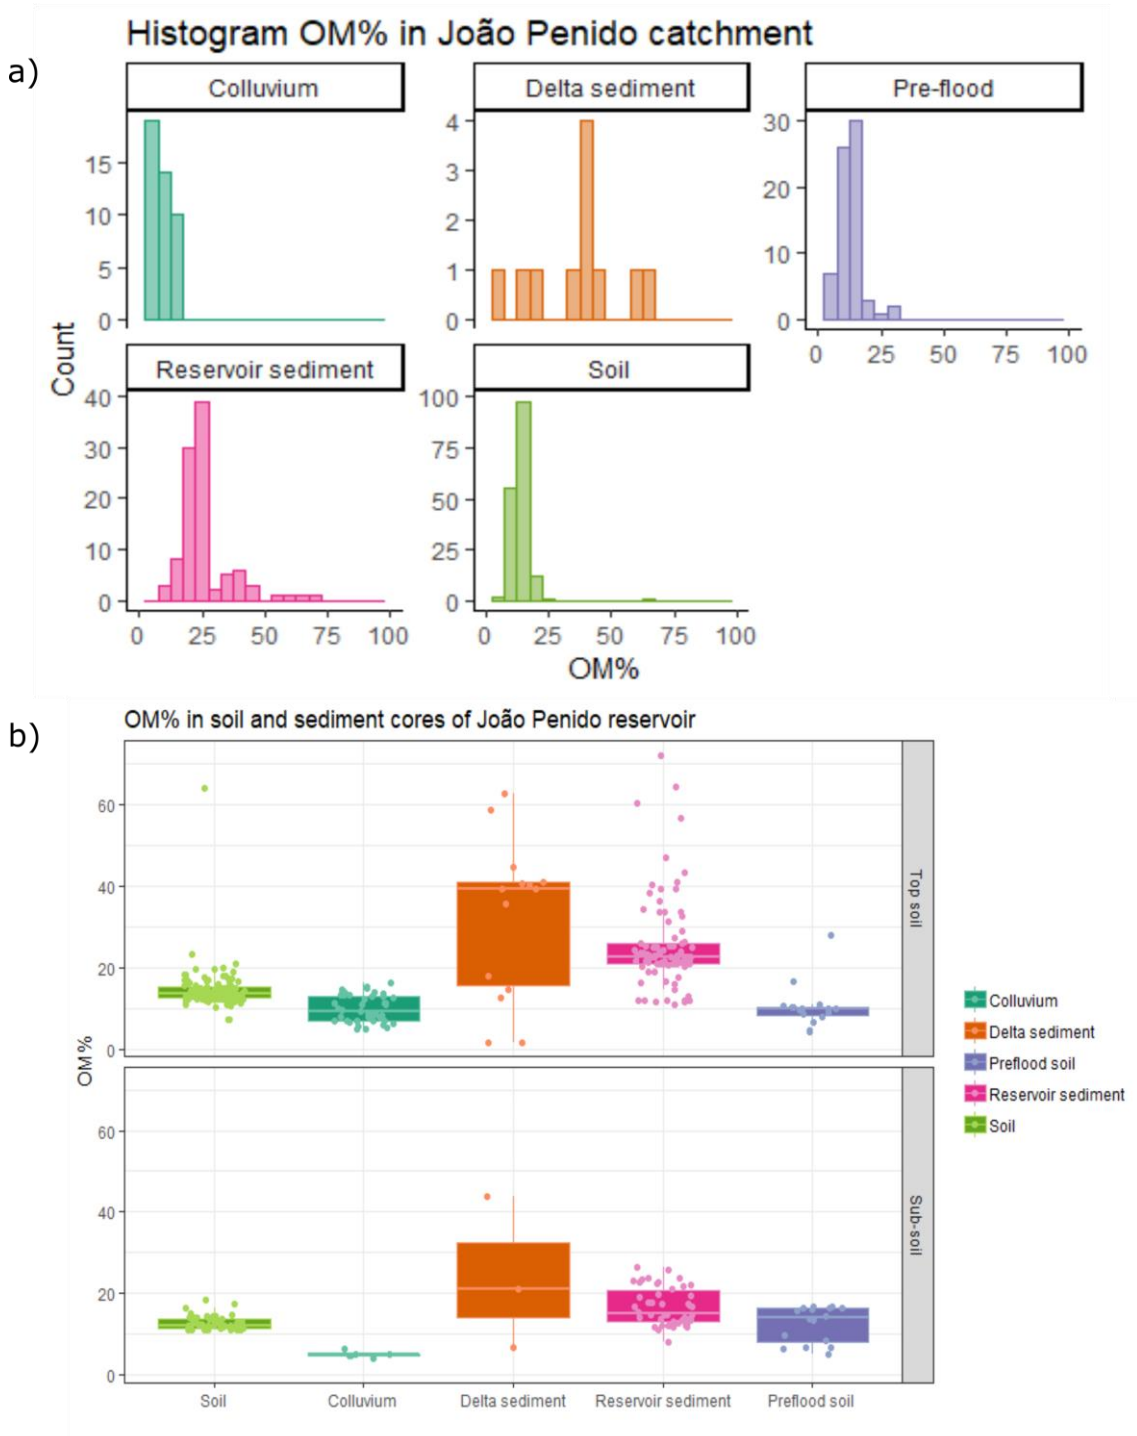 Histogram OM% in João Penido catchment
a)
Colluvium
Delta sediment
Pre-flood
15
10
5
0
4
3
2
1
0
30
20
10
0
0 25 50 75 100
Count
Reservoir sediment
Soil
40
30
20
10
0
100
75
50
25
0
0 25 50 75 100
0 25 50 75 100
OM%
b)
OM% in soil and sediment cores of João Penido reservoir
60
40
20
0
Top soil
OM %
60
40
20
0
Sub-soil
Soil Colluvium Delta sediment Reservoir sediment Preflood soil
Colluvium
Delta sediment
Preflood soil
Reservoir sediment
Soil